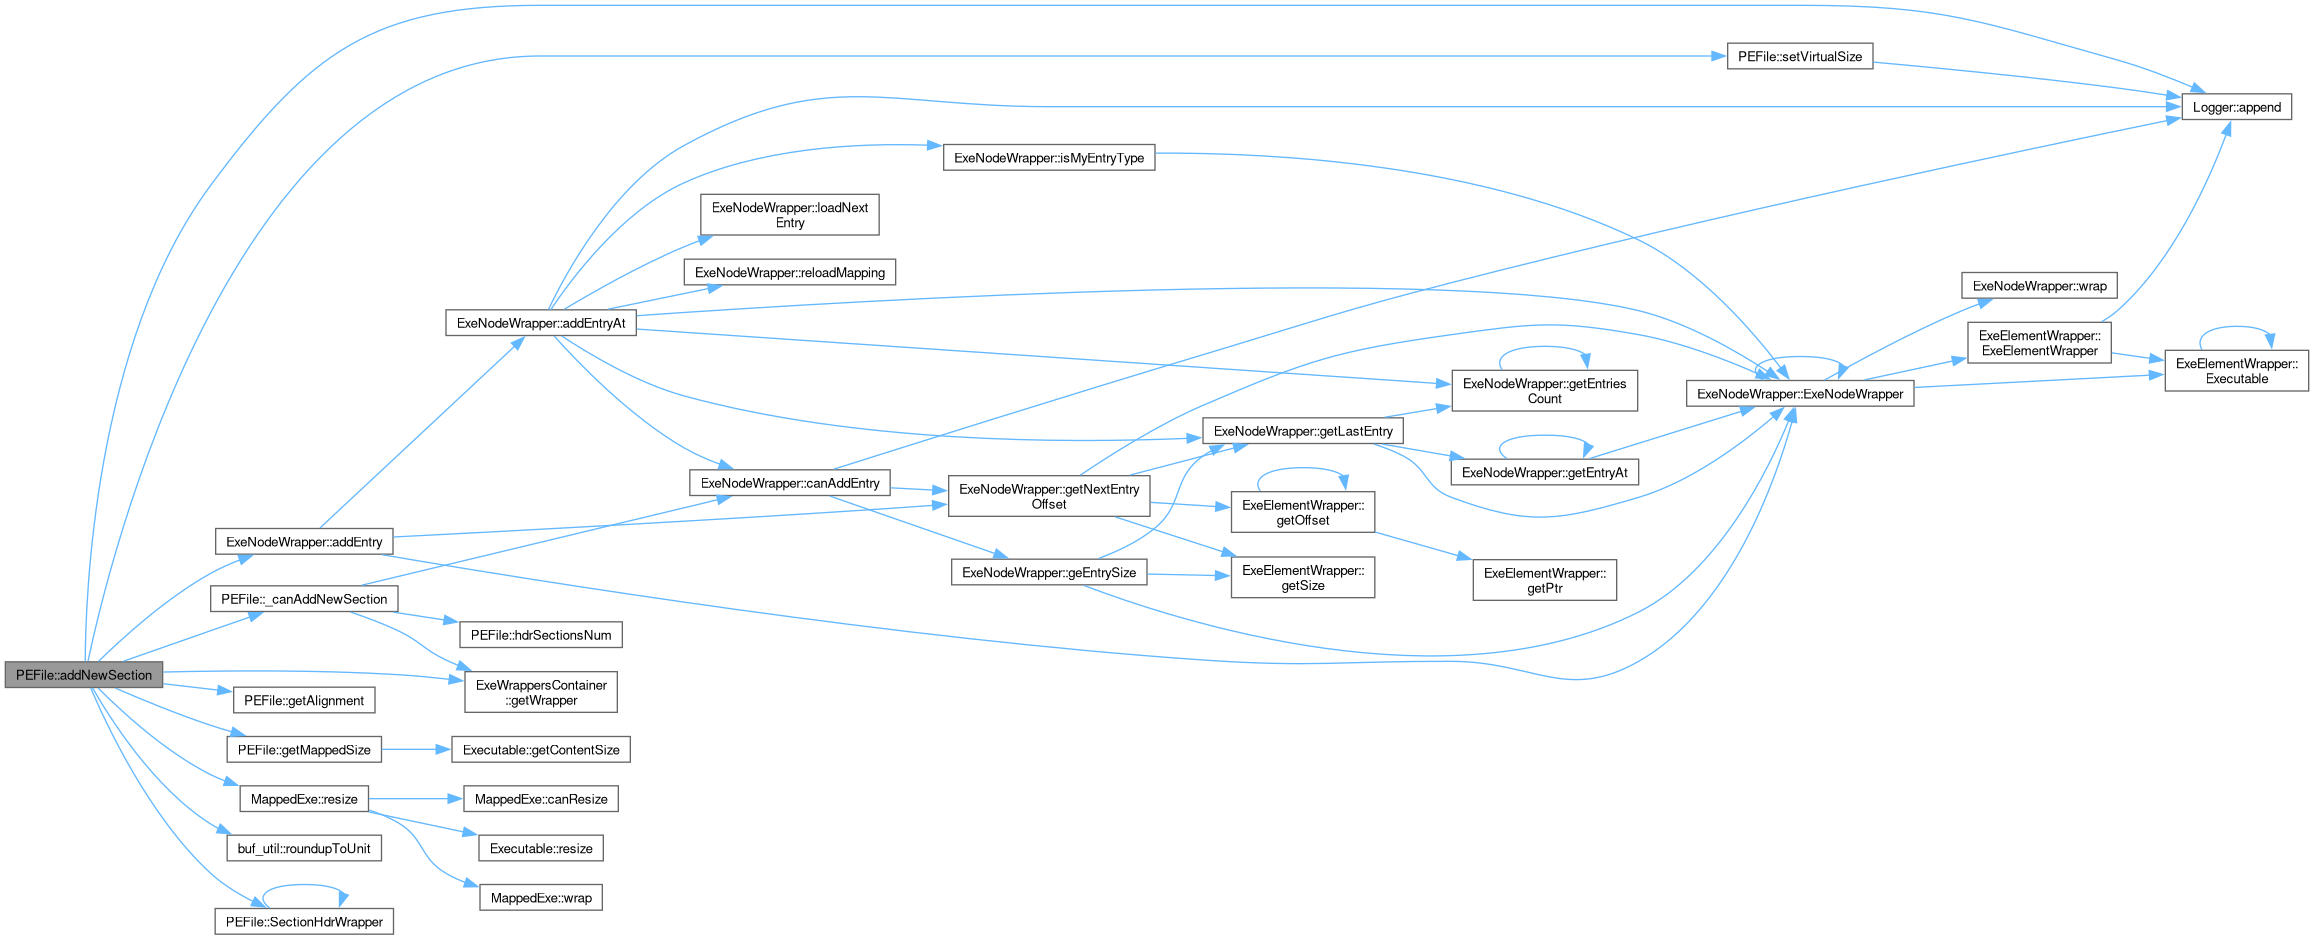 PEFile::setVirtualSize
Logger::append
ExeNodeWrapper::isMyEntryType
ExeNodeWrapper::loadNext
Entry
ExeNodeWrapper::reloadMapping
ExeNodeWrapper::wrap
ExeNodeWrapper::addEntryAt
ExeElementWrapper::
ExeElementWrapper
ExeElementWrapper::
Executable
ExeNodeWrapper::getEntries
Count
ExeNodeWrapper::ExeNodeWrapper
ExeNodeWrapper::getLastEntry
ExeNodeWrapper::getEntryAt
ExeNodeWrapper::canAddEntry
ExeNodeWrapper::getNextEntry
Offset
ExeElementWrapper::
getOffset
ExeNodeWrapper::addEntry
ExeNodeWrapper::geEntrySize
ExeElementWrapper::
getSize
ExeElementWrapper::
getPtr
PEFile::_canAddNewSection
PEFile::hdrSectionsNum
PEFile::addNewSection
ExeWrappersContainer
::getWrapper
PEFile::getAlignment
PEFile::getMappedSize
Executable::getContentSize
MappedExe::resize
MappedExe::canResize
buf_util::roundupToUnit
Executable::resize
MappedExe::wrap
PEFile::SectionHdrWrapper